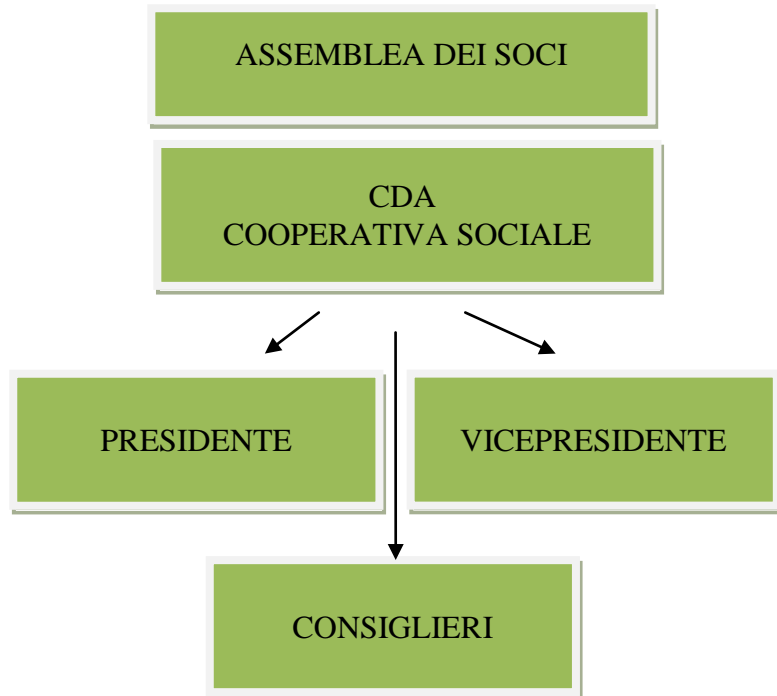 ASSEMBLEA DEI SOCI
CDA
COOPERATIVA SOCIALE
PRESIDENTE
VICEPRESIDENTE
CONSIGLIERI